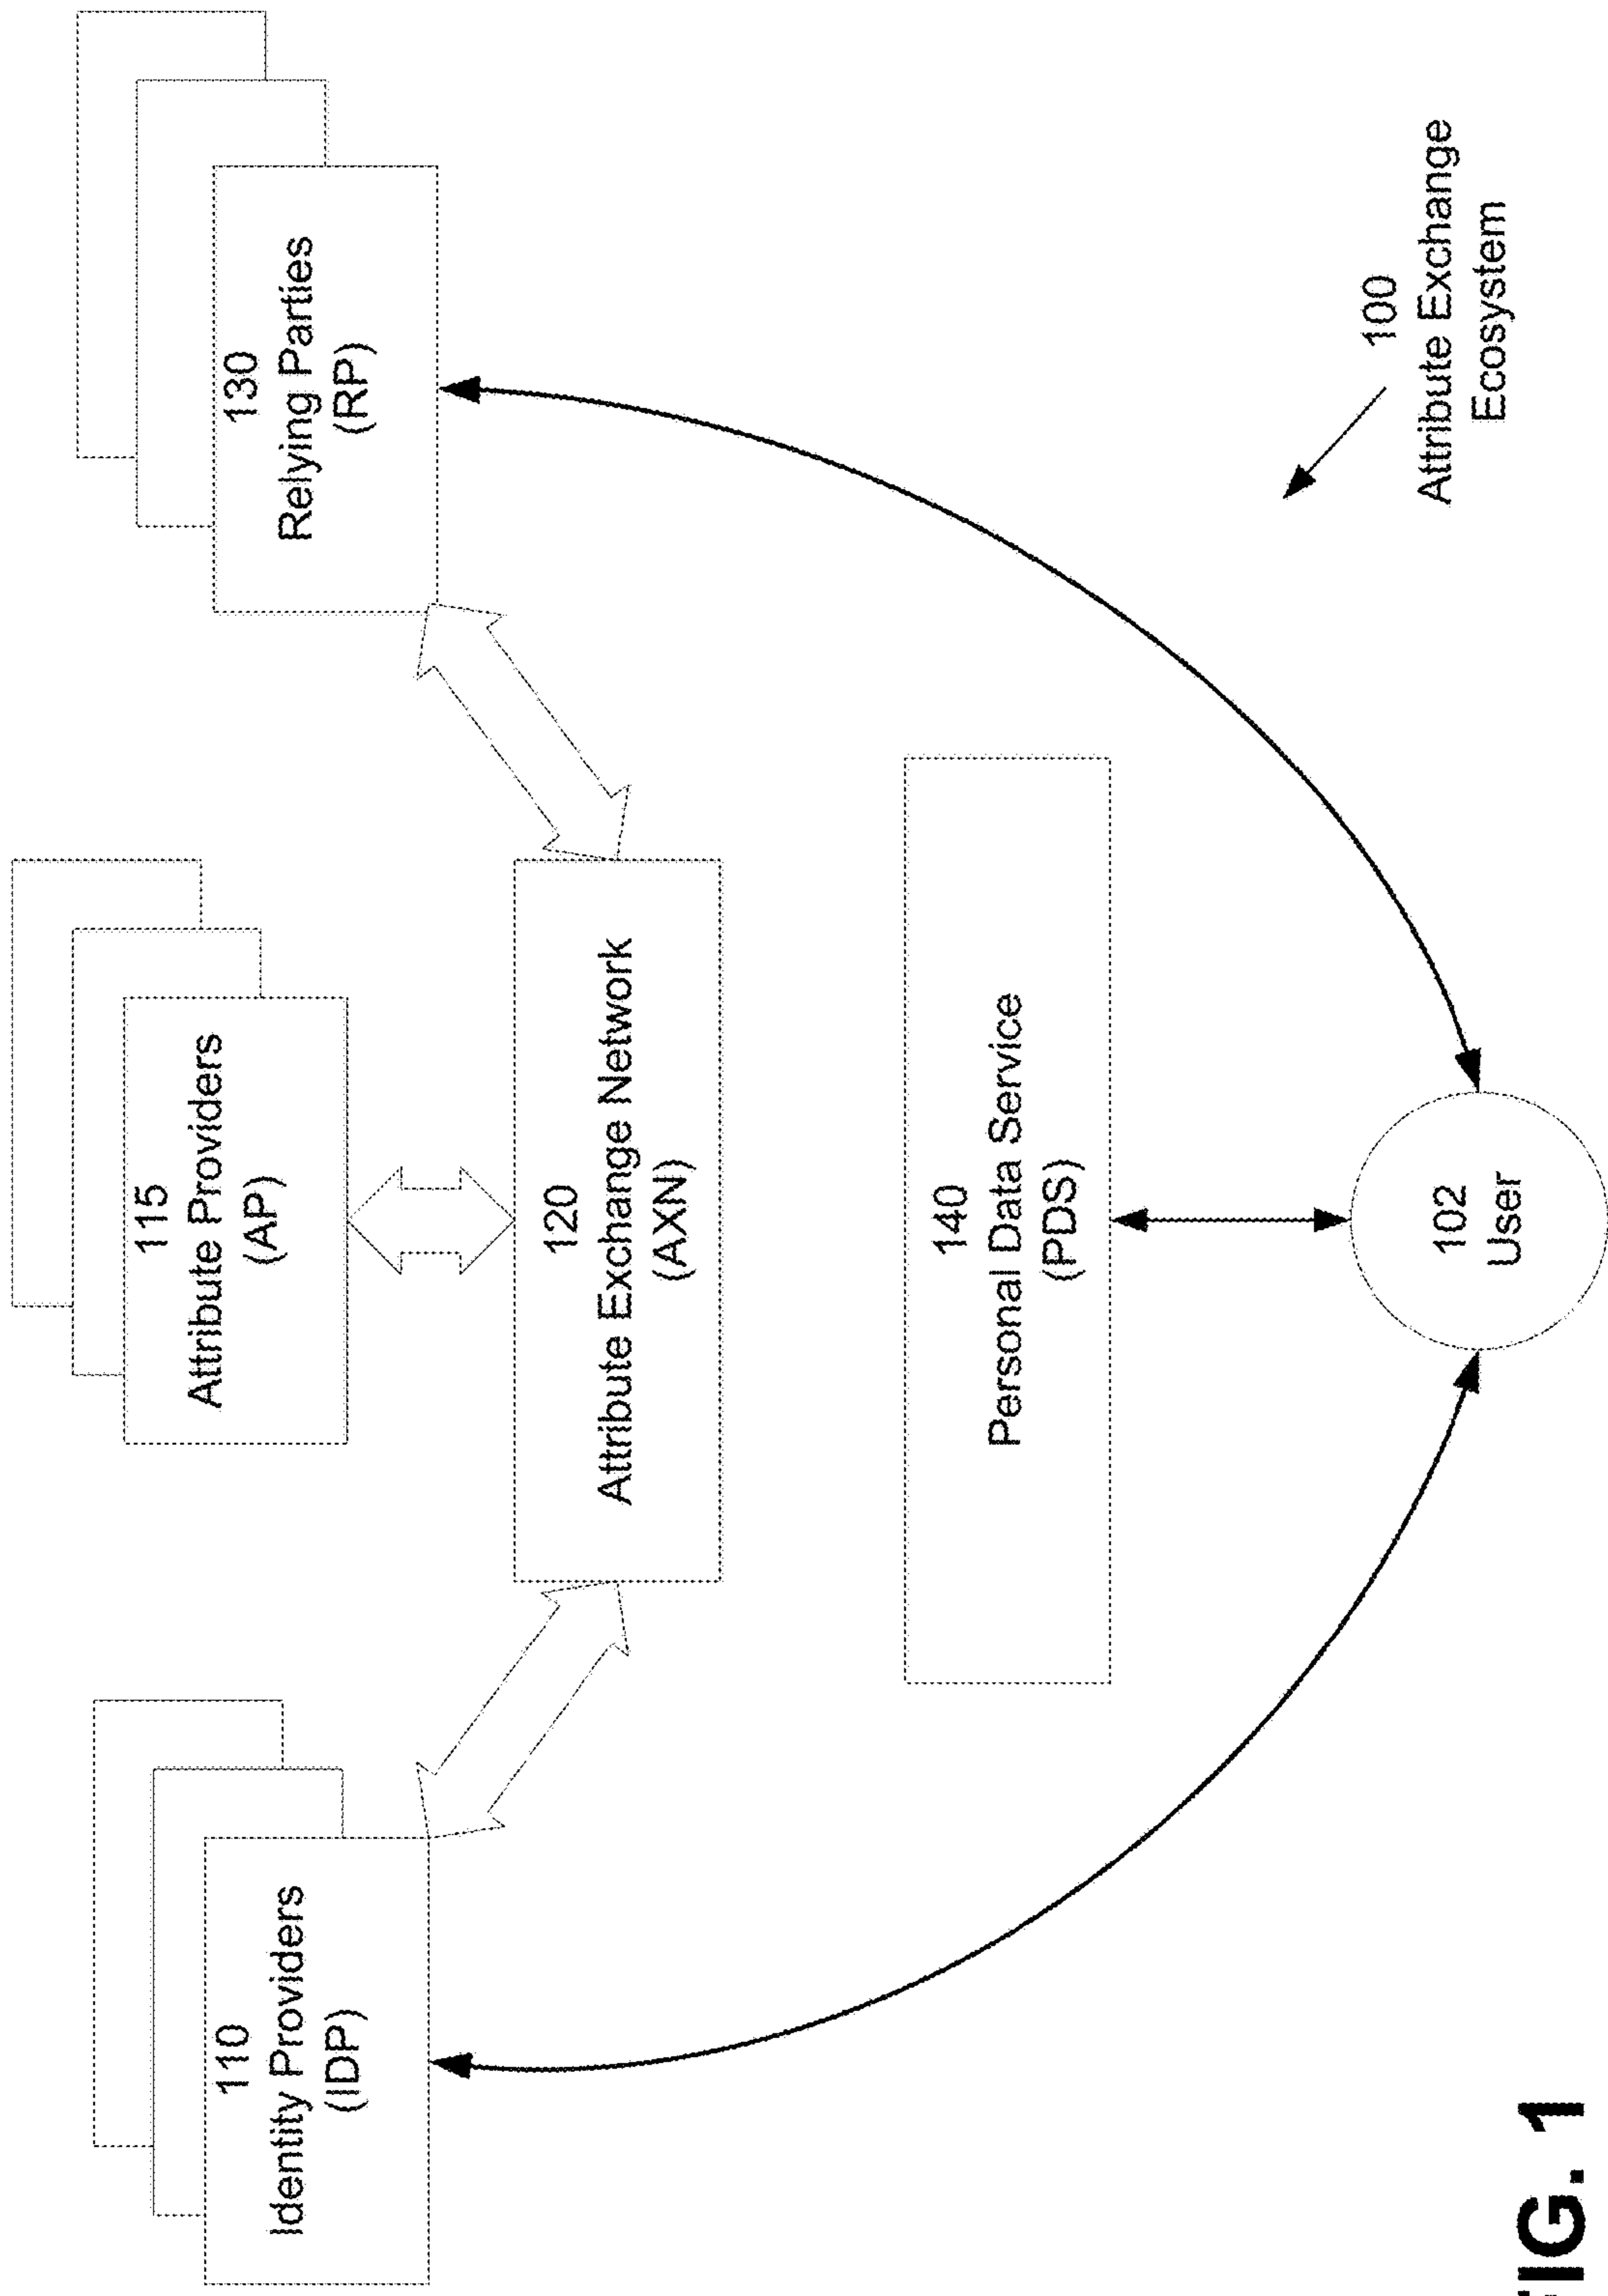 110
Identity Providers
(IDP)
115
Attribute Providers
(AP)
130
Relying Parties
(RP)
120
Attribute Exchange Network
(AXN)
140
Personal Data Service
(PDS)
102
User
100
Attribute Exchange
Ecosystem
FIG. 1